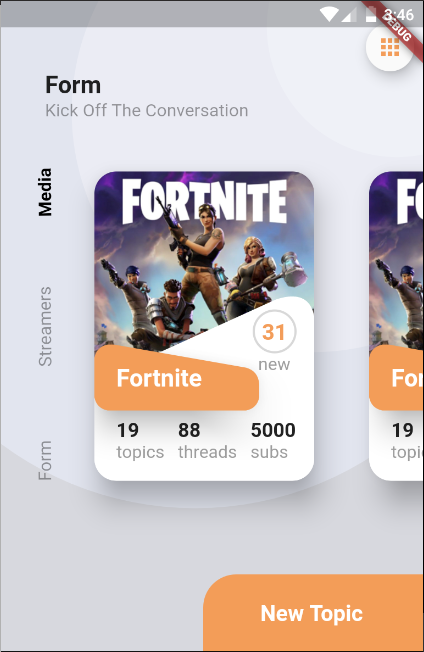 3:46
DEBUG
Form
Kick Off The Conversation
Media
Streamers
Form
FORTNITE
31
new
Fortnite
19 88 5000
topics threads subs
FO
For
19
topi
New Topic